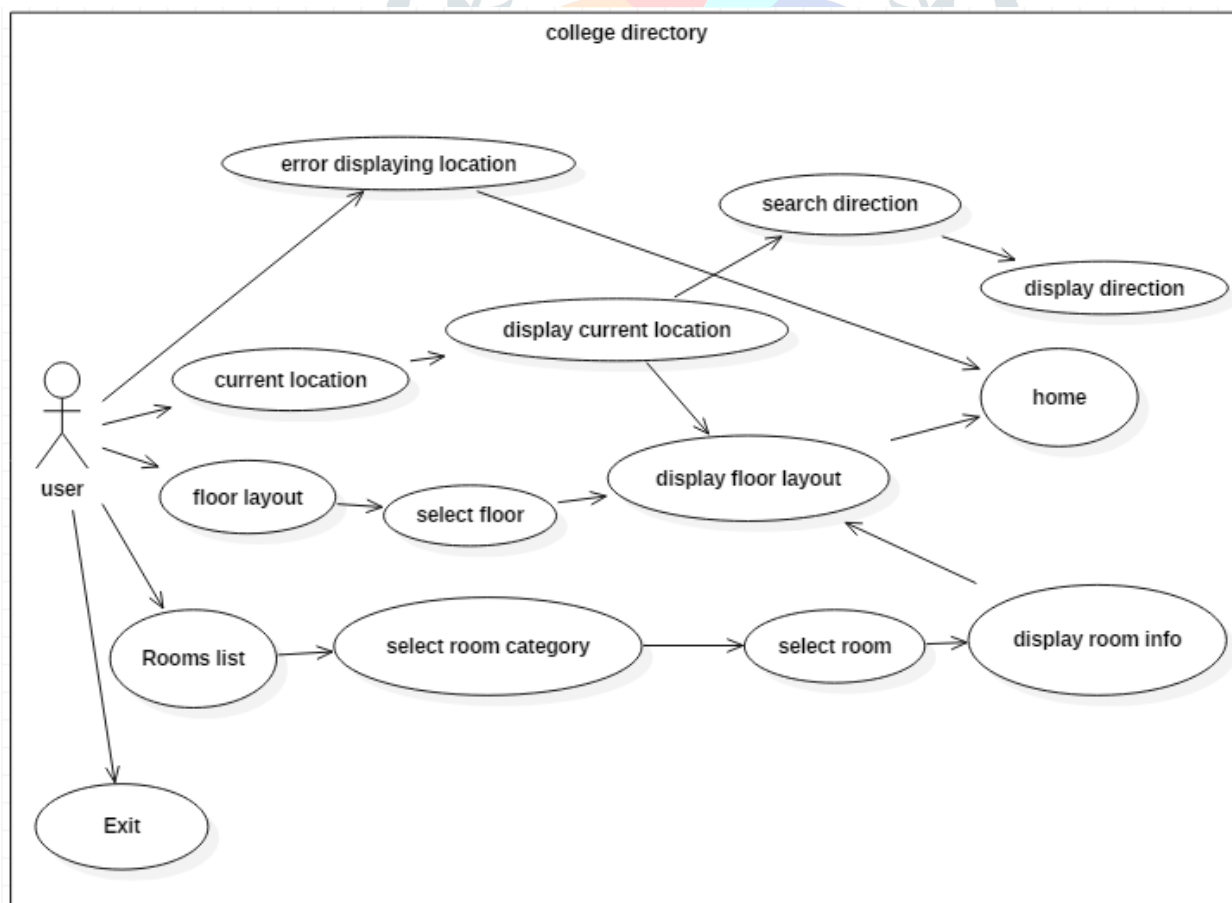 college directory
error displaying location
search direction
display direction
display current location
current location
home
user
floor layout
select floor
display floor layout
Rooms list
select room category
select room
display room info
Exit